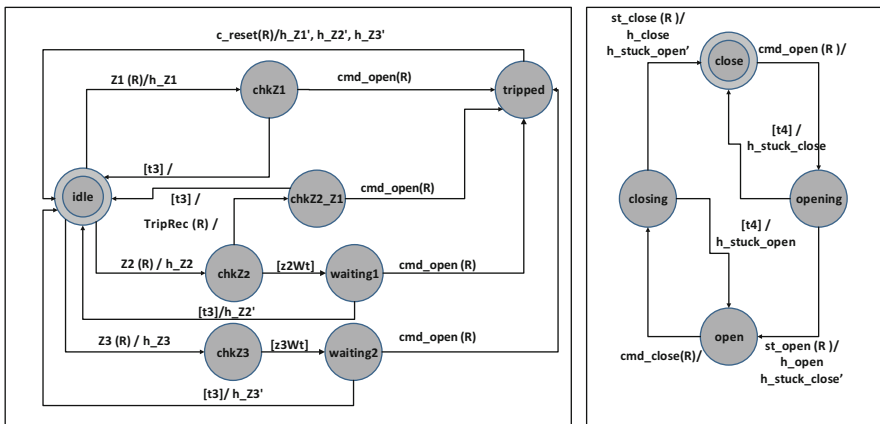 c_reset(R)/h_Z1', h_Z2', h_Z3'
Z1 (R)/h_Z1
chkZ1
cmd_open(R)
tripped
[t3] /
idle
[t3] /
chkZ2_Z1
cmd_open(R)
TripRec (R) /
Z2 (R) / h_Z2
chkZ2
[z2Wt]
waiting1
cmd_open (R)
[t3]/h_Z2'
Z3 (R) / h_Z3
chkZ3
[z3Wt]
waiting2
cmd_open (R)
[t3]/ h_Z3'
st_close (R )/
h_close
h_stuck_open’
close
cmd_open (R )/
[t4] /
h_stuck_close
closing
opening
[t4] /
h_stuck_open
open
cmd_close(R)/
st_open (R )/
h_open
h_stuck_close’